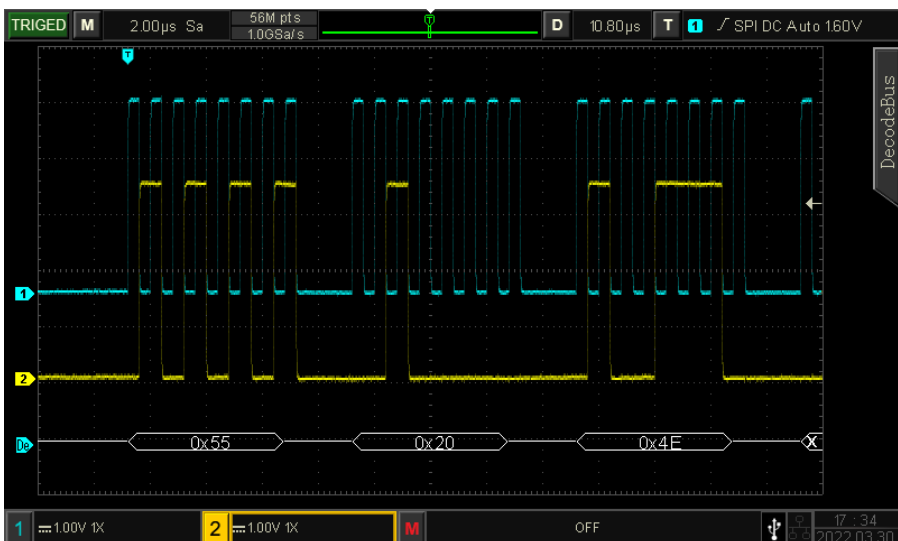 TRIGED M 2.00µs Sa 56M pts 1.0GSa/s T D 10.80µs T 1 SPI DC Auto 1.60V
T
DecodeBus
1
2
De 0x55 0x20 0x4E X
1 1.00V 1X 2 1.00V 1X M OFF 17:34
2022.03.30